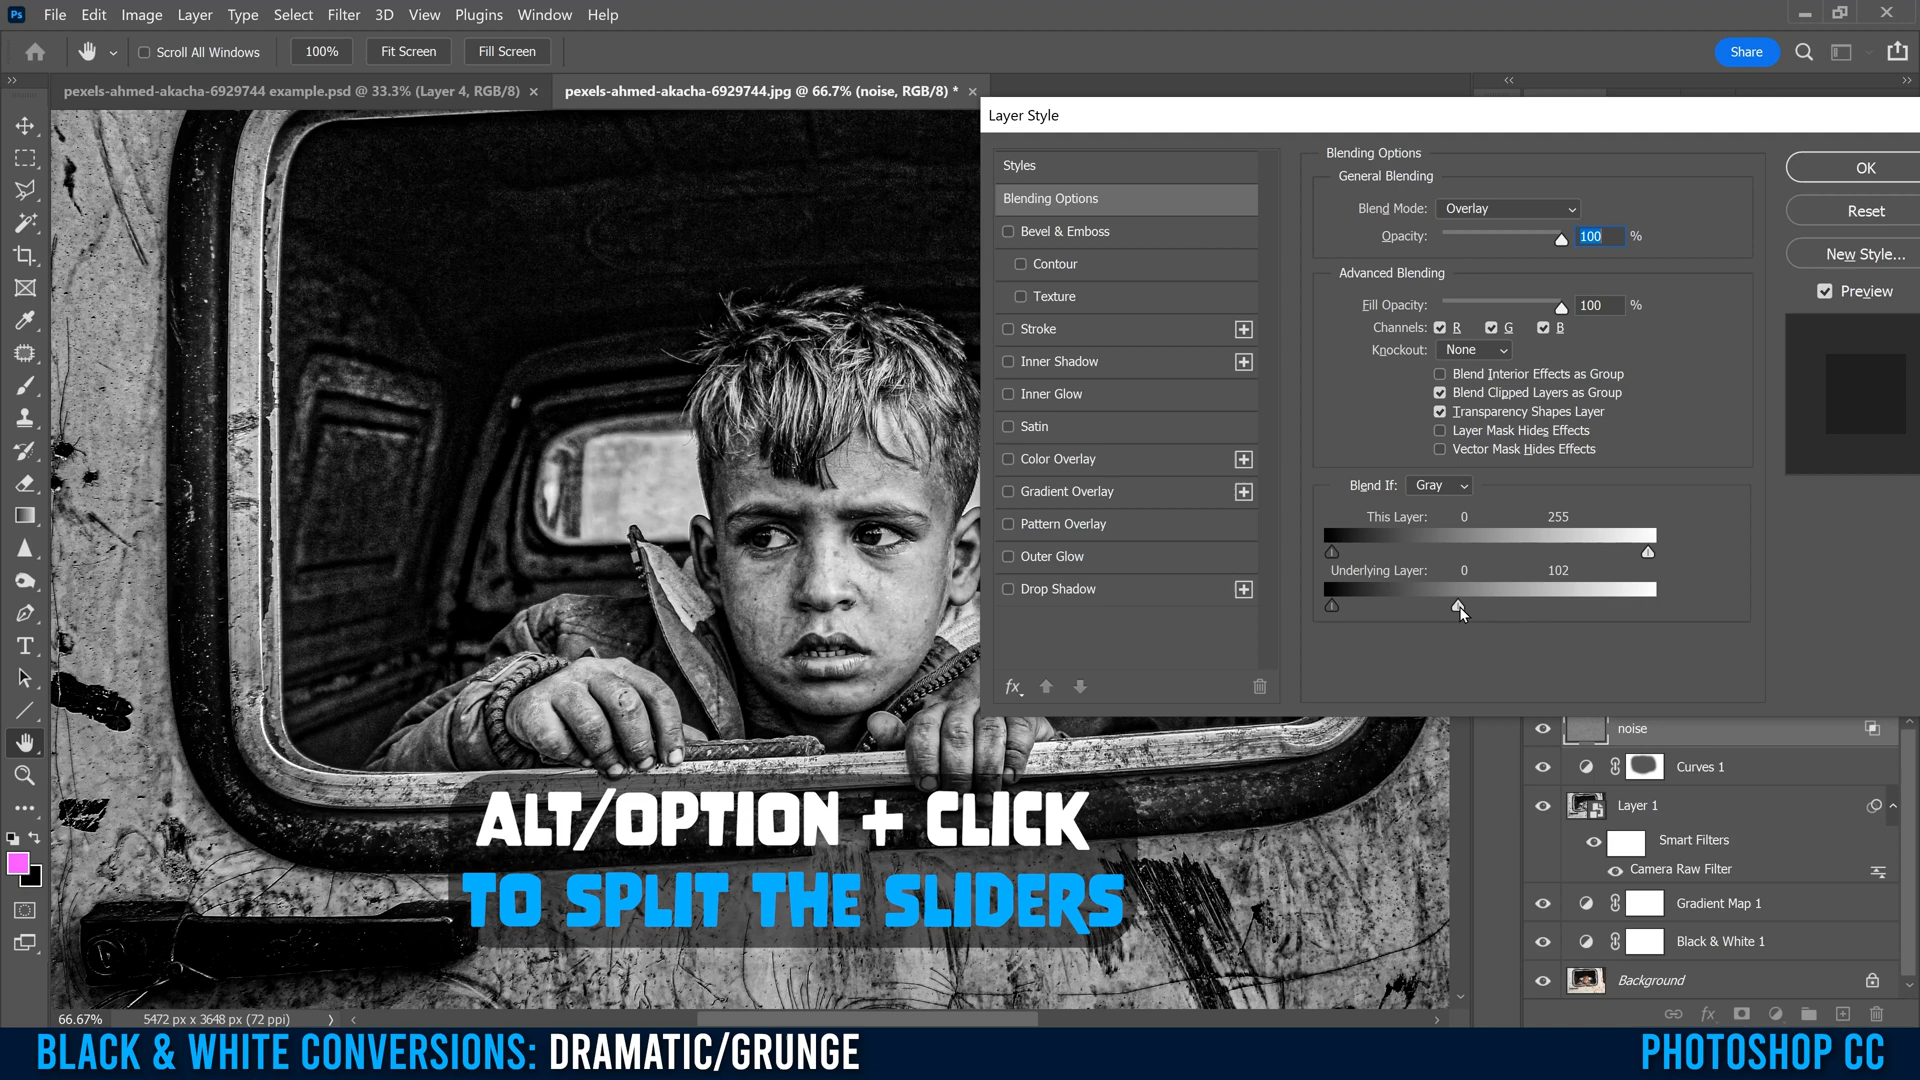 Ps File Edit Image Layer Type Select Filter 3D View Plugins Window Help
Scroll All Windows 100% Fit Screen Fill Screen Share
pexels-ahmed-akacha-6929744 example.psd @ 33.3% (Layer 4, RGB/8) × pexels-ahmed-akacha-6929744.jpg @ 66.7% (noise, RGB/8) * ×
Layer Style
Styles
Blending Options
Bevel & Emboss
Contour
Texture
Stroke
Inner Shadow
Inner Glow
Satin
Color Overlay
Gradient Overlay
Pattern Overlay
Outer Glow
Drop Shadow
fx
Blending Options
General Blending
Blend Mode: Overlay
Opacity: 100 %
Advanced Blending
Fill Opacity: 100 %
Channels: R G B
Knockout: None
Blend Interior Effects as Group
Blend Clipped Layers as Group
Transparency Shapes Layer
Layer Mask Hides Effects
Vector Mask Hides Effects
Blend If: Gray
This Layer: 0 255
Underlying Layer: 0 102
OK
Reset
New Style...
Preview
noise
Curves 1
Layer 1
Smart Filters
Camera Raw Filter
Gradient Map 1
Black & White 1
Background
fx
ALT/OPTION + CLICK
TO SPLIT THE SLIDERS
66.67% 5472 px x 3648 px (72 ppi)
BLACK & WHITE CONVERSIONS: DRAMATIC/GRUNGE
PHOTOSHOP CC